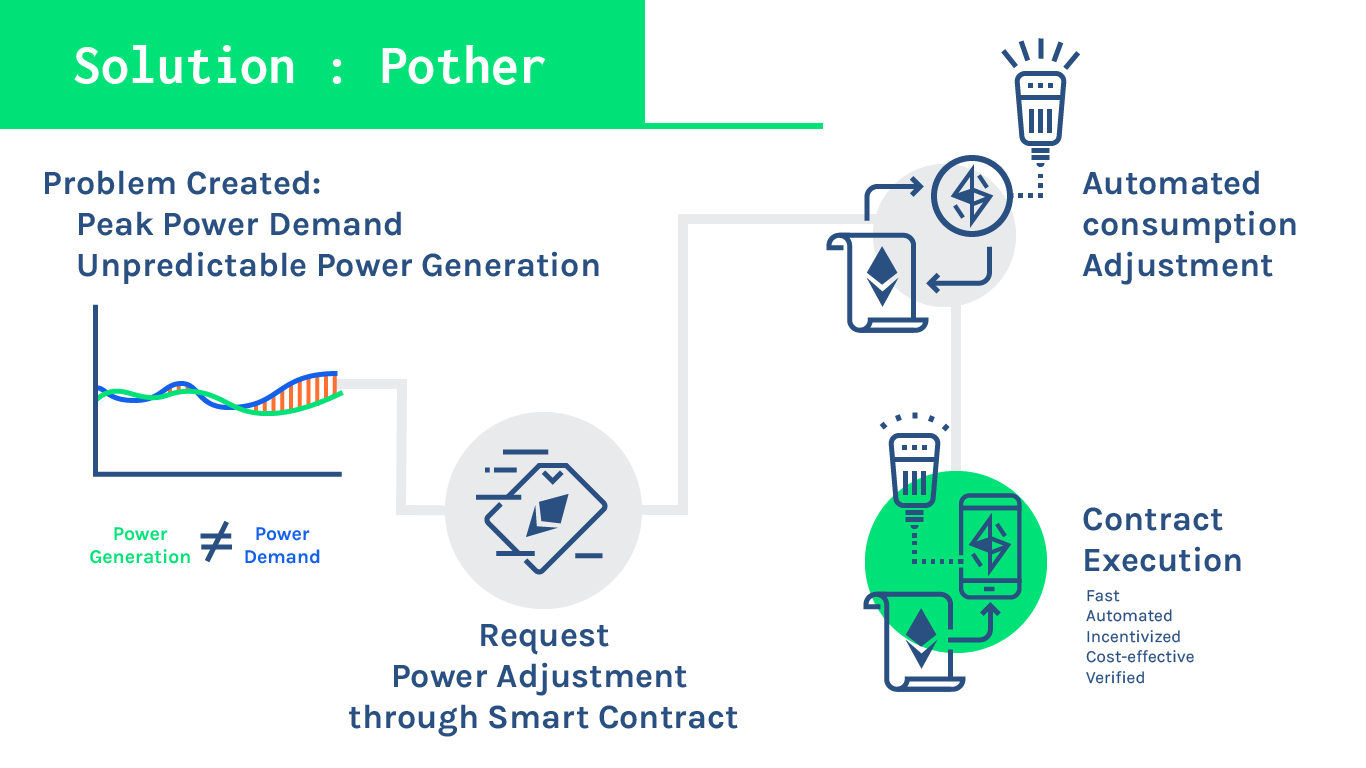 Solution : Pother
Problem Created:
Peak Power Demand
Unpredictable Power Generation
Power
Generation
≠
Power
Demand
Request
Power Adjustment
through Smart Contract
Automated
consumption
Adjustment
Contract
Execution
Fast
Automated
Incentivized
Cost-effective
Verified